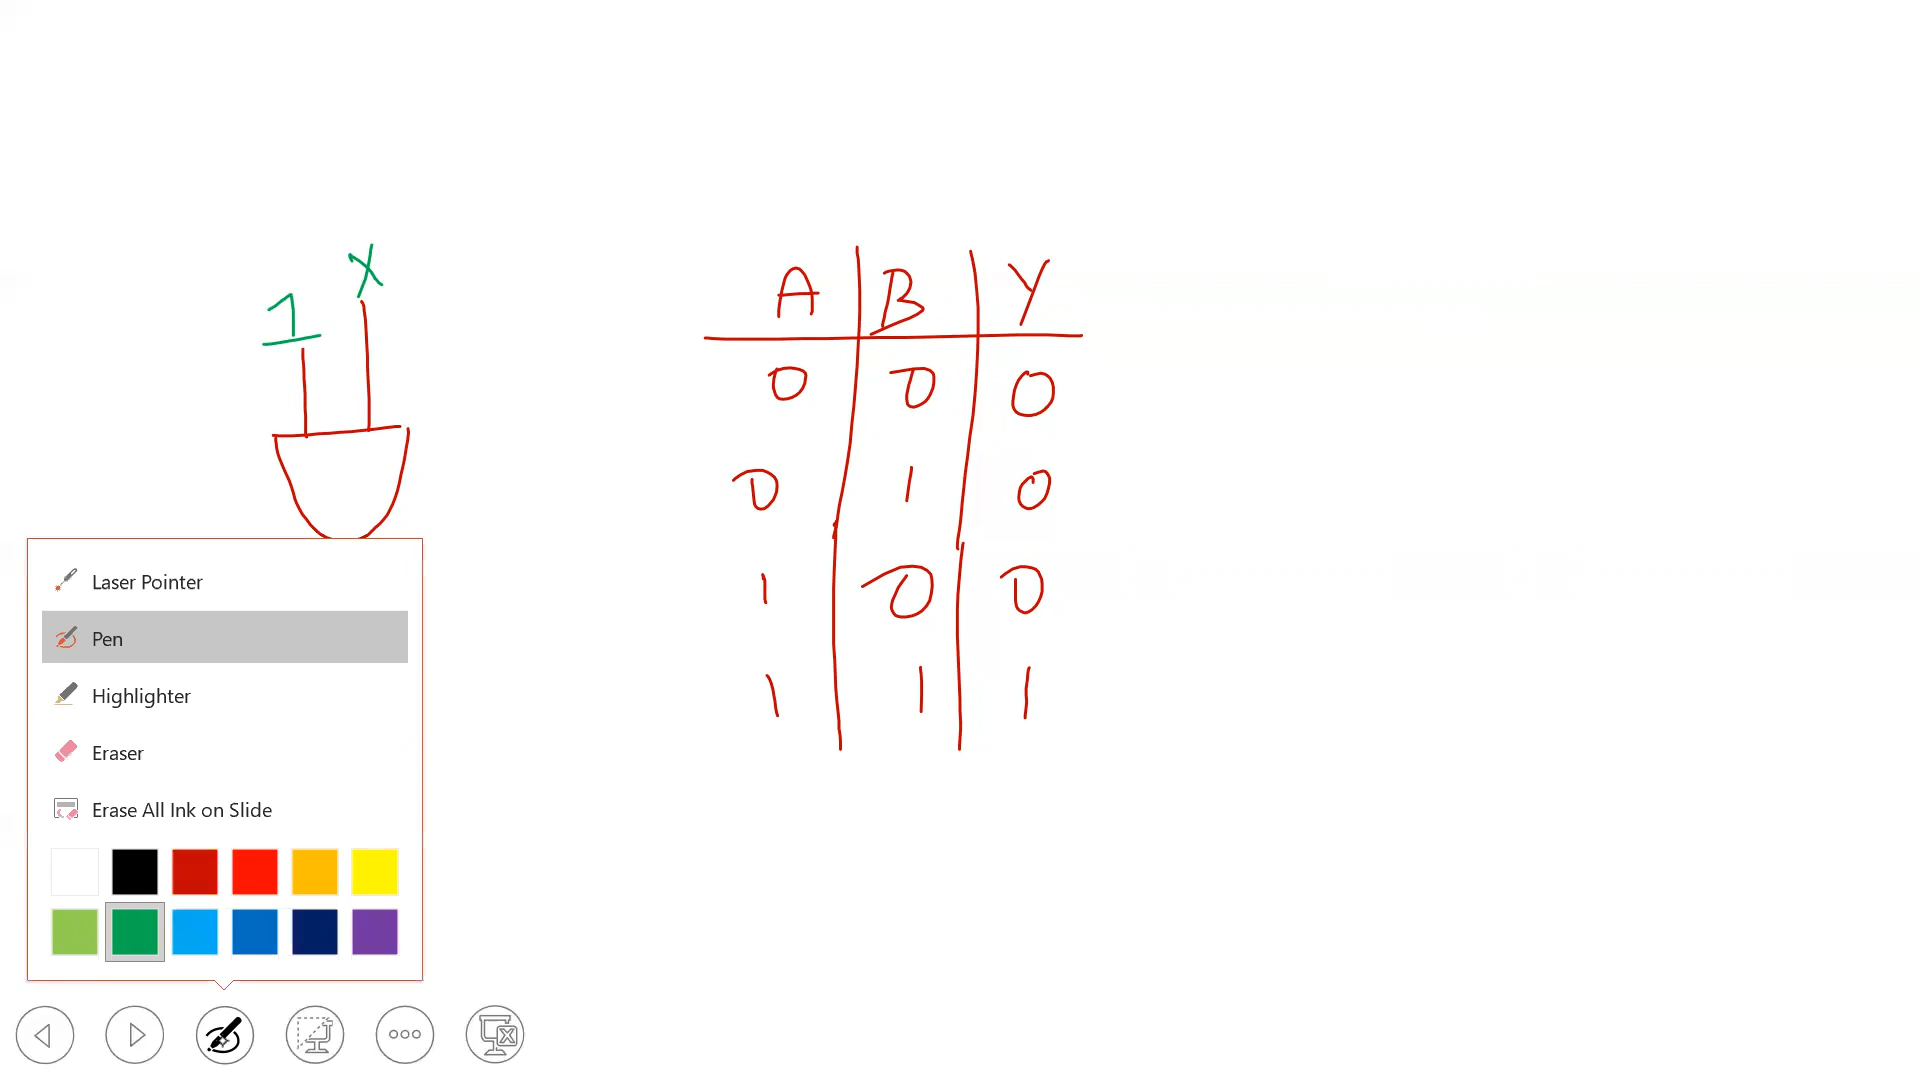 X
1
A B Y
0 0 0
0 1 0
1 0 0
1 1 1
Laser Pointer
Pen
Highlighter
Eraser
Erase All Ink on Slide